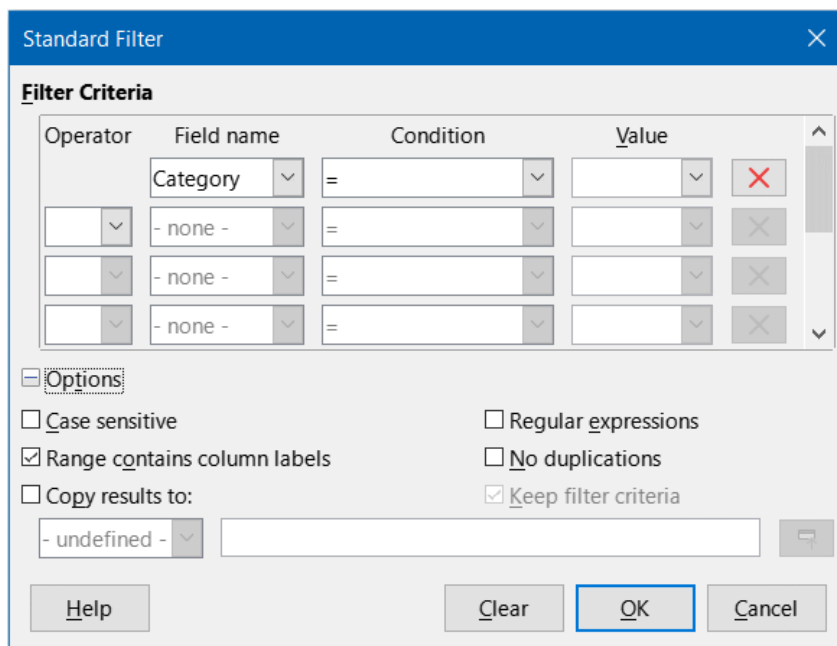 Standard Filter
Filter Criteria
Operator Field name Condition Value
Category =
- none - =
- none - =
- none - =
Options
Case sensitive Regular expressions
Range contains column labels No duplications
Copy results to: Keep filter criteria
- undefined -
Help Clear OK Cancel